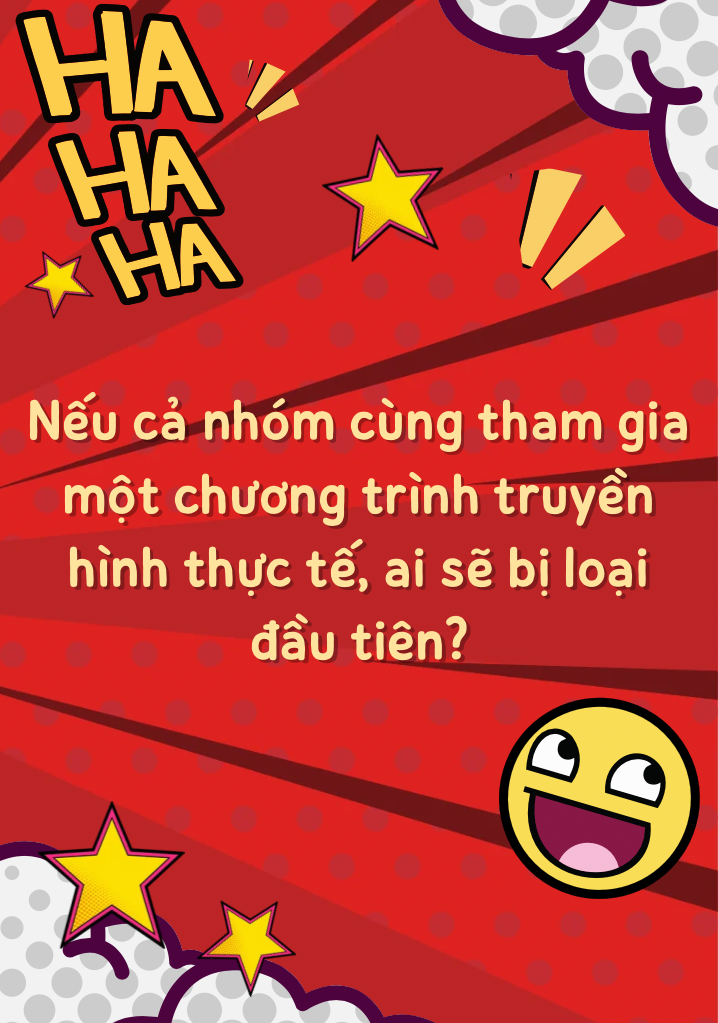 HA
HA
HA
Nếu cả nhóm cùng tham gia
một chương trình truyền
hình thực tế, ai sẽ bị loại
đầu tiên?